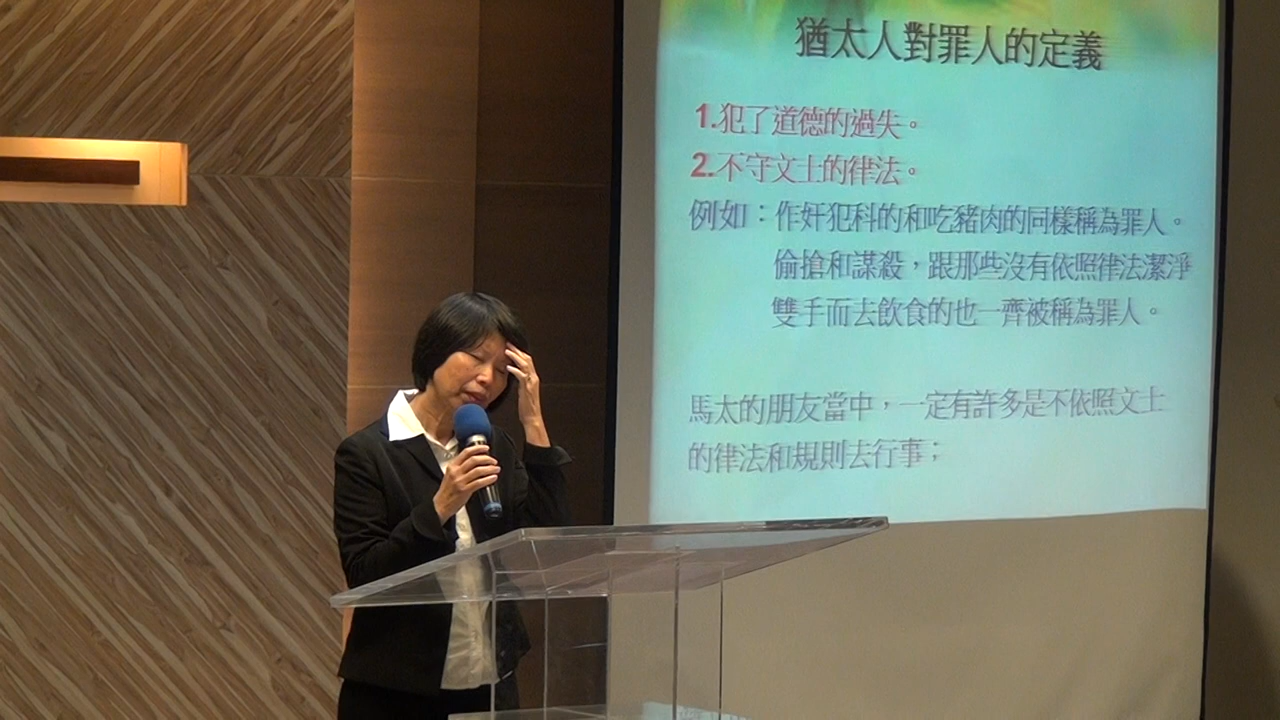 猶太人對罪人的定義
1.犯了道德的過失。
2.不守文士的律法。
例如：作奸犯科的和吃豬肉的同樣稱為罪人。
偷搶和謀殺，跟那些沒有依照律法潔淨
雙手而去飲食的也一齊被稱為罪人。
馬太的朋友當中，一定有許多是不依照文士
的律法和規則去行事；